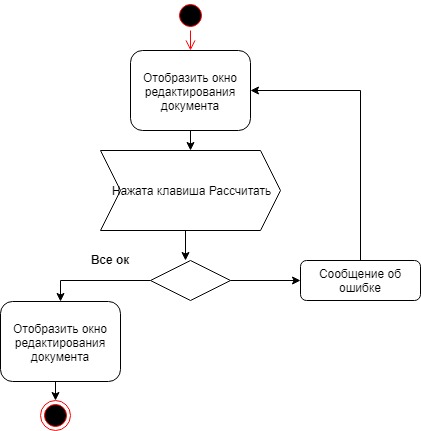 Отобразить окно
редактирования
документа
Нажата клавиша Рассчитать
Все ок
Сообщение об
ошибке
Отобразить окно
редактирования
документа